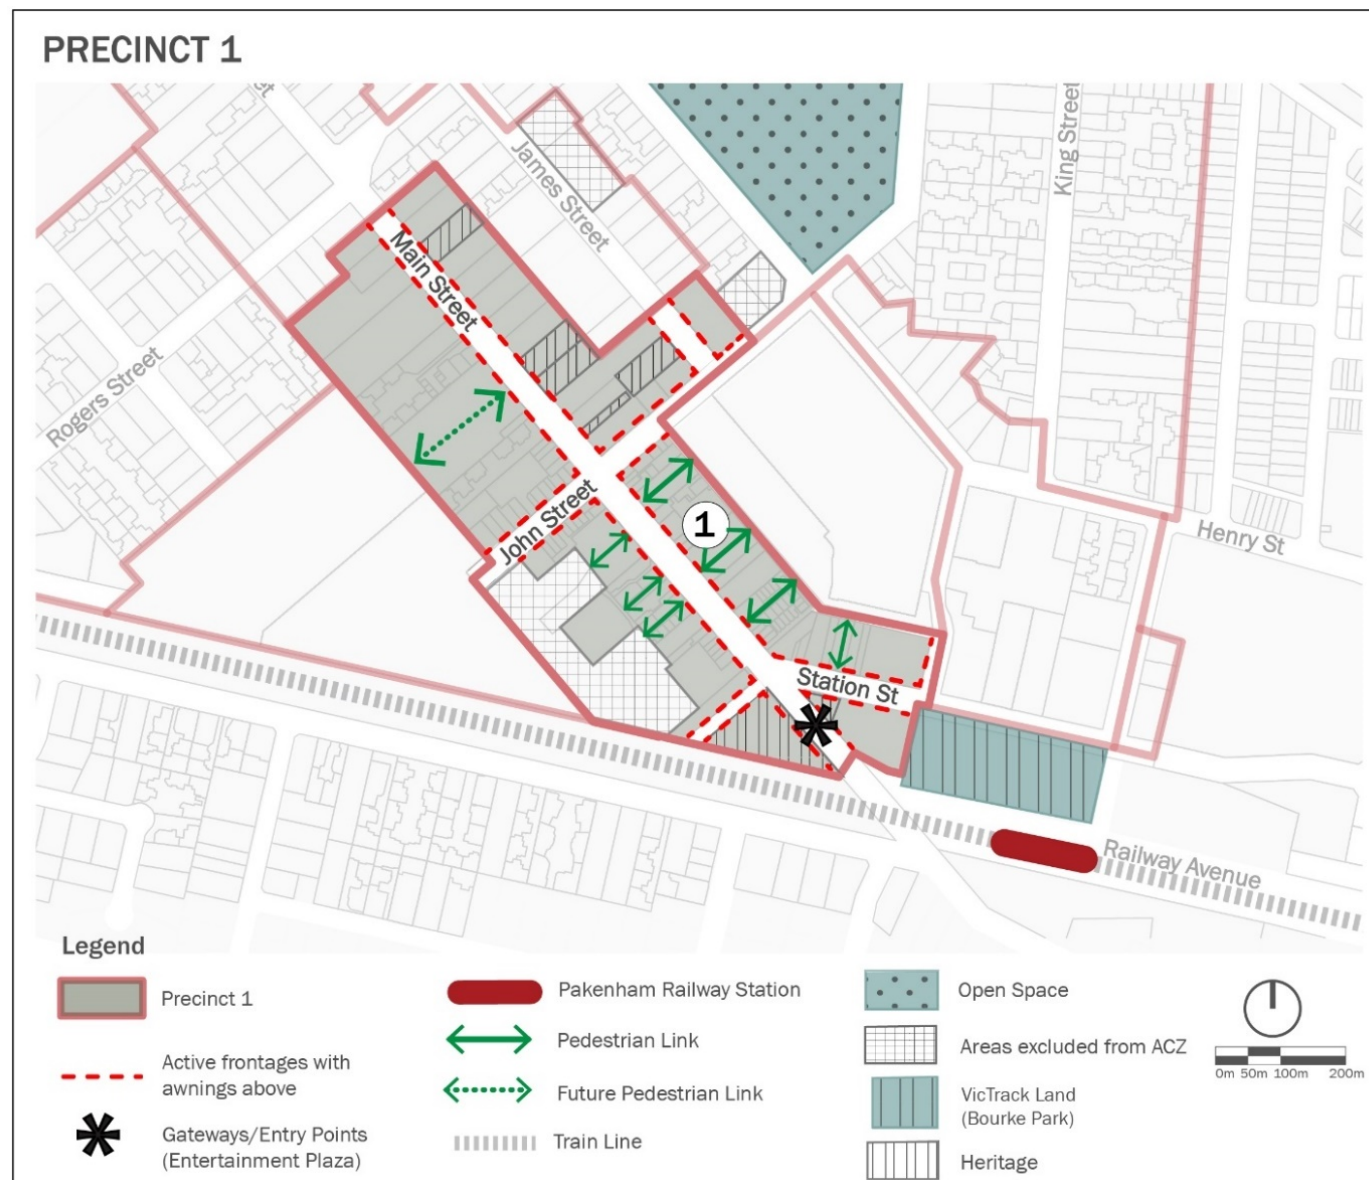 PRECINCT 1
et
James Street
King Street
Main Street
Rogers Street
John Street
1
Henry St
Station St
Railway Avenue
Legend
Precinct 1
Active frontages with
awnings above
Gateways/Entry Points
(Entertainment Plaza)
Pakenham Railway Station
Pedestrian Link
Future Pedestrian Link
Train Line
Open Space
Areas excluded from ACZ
VicTrack Land
(Bourke Park)
Heritage
0m 50m 100m 200m